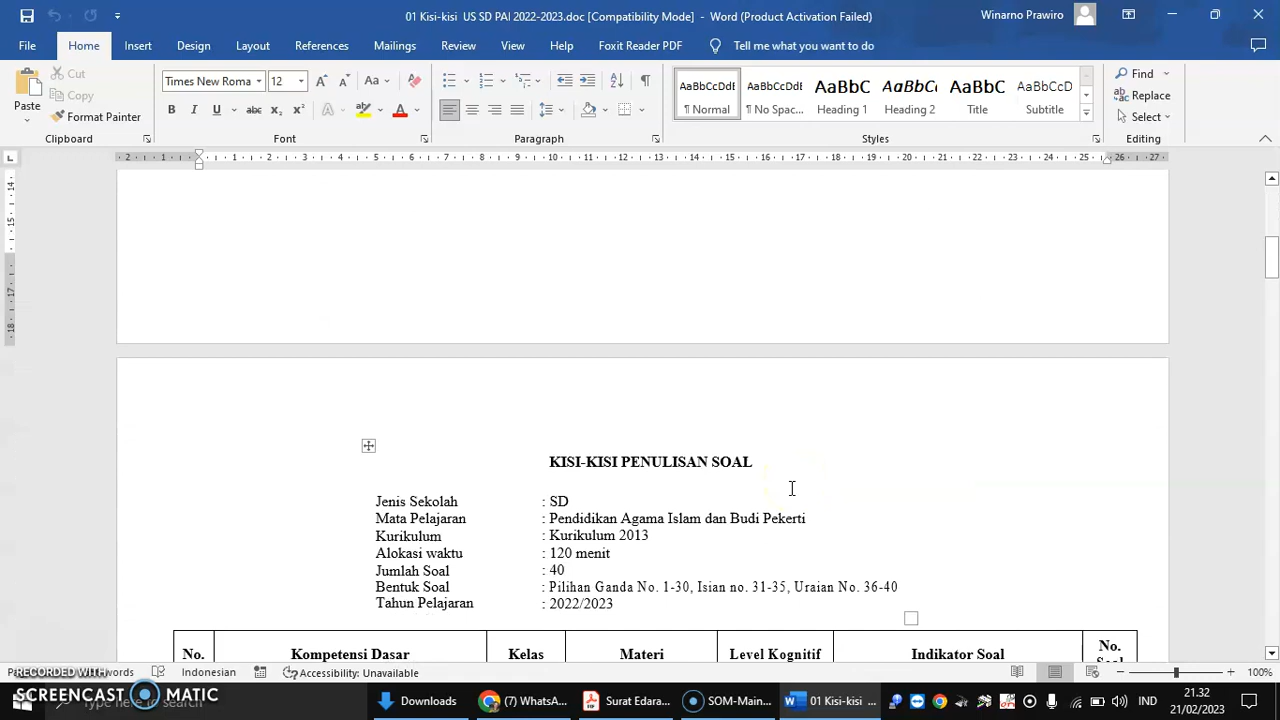 01 Kisi-kisi  US SD PAI 2022-2023.doc [Compatibility Mode]  -  Word (Product Activation Failed)
Winarno Prawiro
File Home Insert Design Layout References Mailings Review View Help Foxit Reader PDF Tell me what you want to do
Paste
Cut
Copy
Format Painter
Times New Roma 12
Find
Replace
Select
AaBbCcDdE AaBbCcDdE AaBbC AaBbCc AaBbC AaBbCcD
¶ Normal ¶ No Spac... Heading 1 Heading 2 Title Subtitle
Clipboard Font Paragraph Styles Editing
KISI-KISI PENULISAN SOAL
Jenis Sekolah : SD
Mata Pelajaran : Pendidikan Agama Islam dan Budi Pekerti
Kurikulum : Kurikulum 2013
Alokasi waktu : 120 menit
Jumlah Soal : 40
Bentuk Soal : Pilihan Ganda No. 1-30, Isian no. 31-35, Uraian No. 36-40
Tahun Pelajaran : 2022/2023
No. Kompetensi Dasar Kelas Materi Level Kognitif Indikator Soal No.
words Indonesian Accessibility: Unavailable 100%
RECORDED WITH
SCREENCAST MATIC
Downloads (7) WhatsA... Surat Edara... SOM-Main... 01 Kisi-kisi ... IND 21.32
21/02/2023